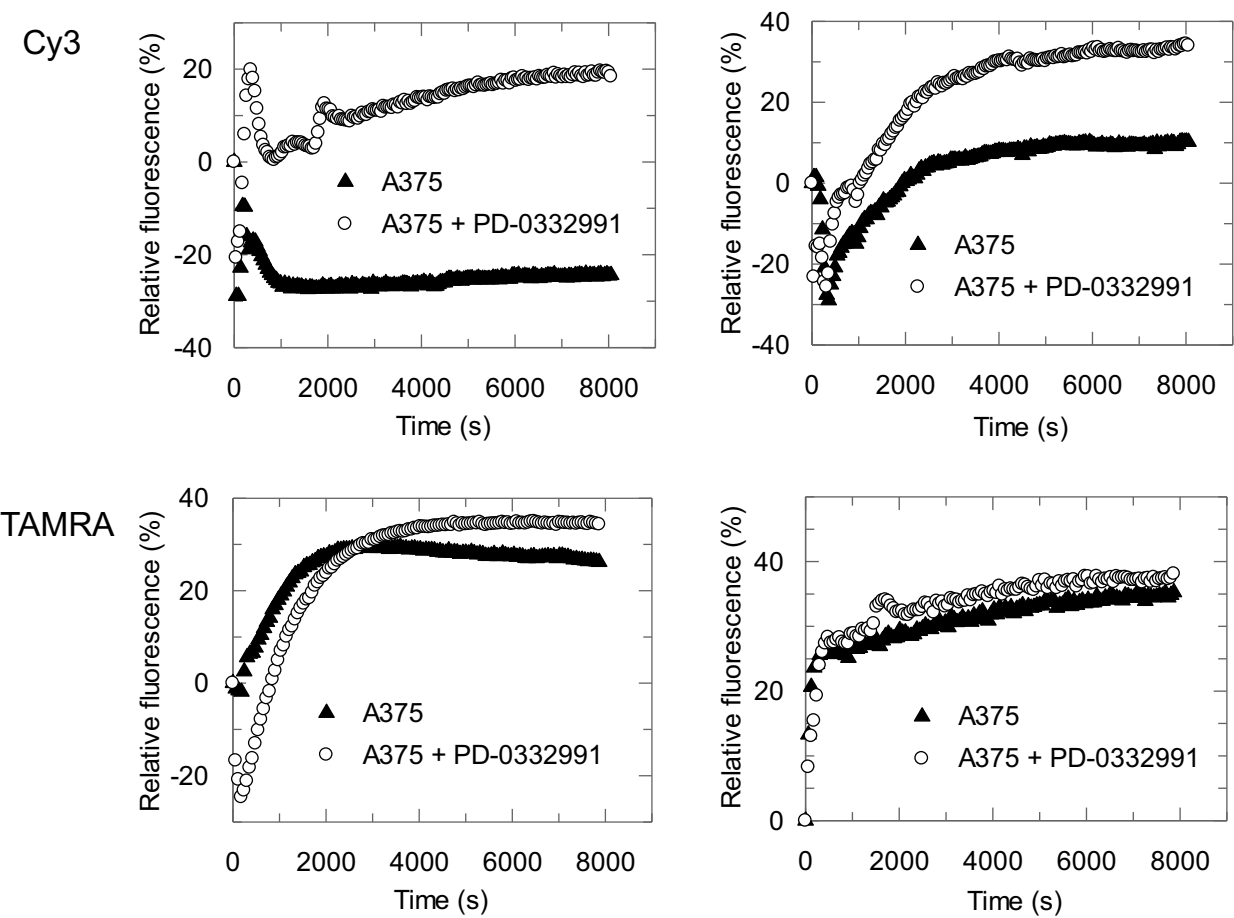 Cy3
Relative fluorescence (%)
20
0
-20
-40
A375
A375 + PD-0332991
0 2000 4000 6000 8000
Time (s)
Relative fluorescence (%)
40
20
0
-20
-40
A375
A375 + PD-0332991
0 2000 4000 6000 8000
Time (s)
TAMRA
Relative fluorescence (%)
40
20
0
-20
A375
A375 + PD-0332991
0 2000 4000 6000 8000
Time (s)
Relative fluorescence (%)
40
20
0
A375
A375 + PD-0332991
0 2000 4000 6000 8000
Time (s)